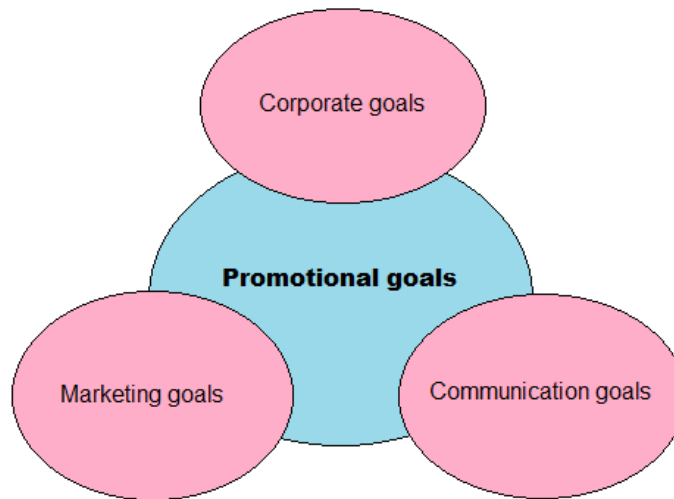 Corporate goals
Promotional goals
Marketing goals
Communication goals